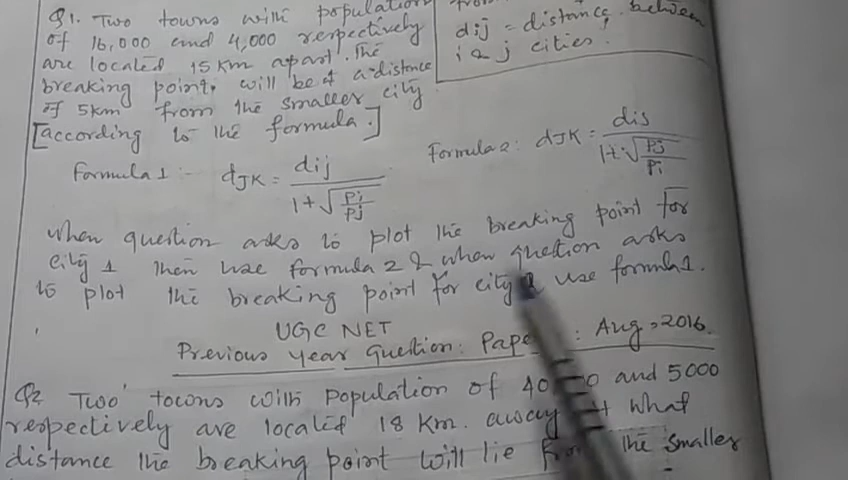 Q1. Two towns with population
of 16,000 and 4,000 respectively
are located 15 Km apart. The
breaking point, will be at a distance
of 5km from the smaller city
[according to the formula.]
dij = distance between
i & j cities.
Formula 1 :- dJK = dij / 1 + √Pi/Pj
Formula 2: dJK = dis / 1 + √Pj/Pi
when question asks to plot the breaking point for
city 1 then use formula 2 & when question asks
to plot the breaking point for city use formula 1.
UGC NET
Previous year question: : Aug, 2016.
Q2 Two towns with population of and 5000
respectively are located 18 Km. away what
distance the breaking point will lie the smaller